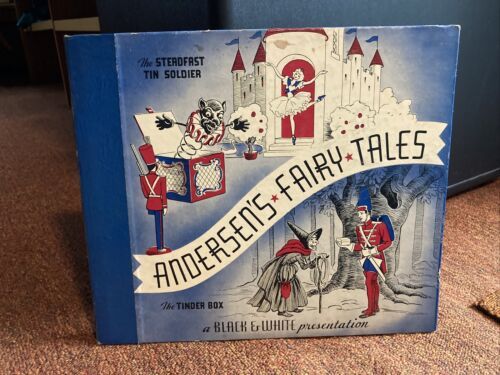 The STEADFAST
TIN SOLDIER
ANDERSEN'S★FAIRY★TALES
The TINDER BOX
a BLACK & WHITE presentation